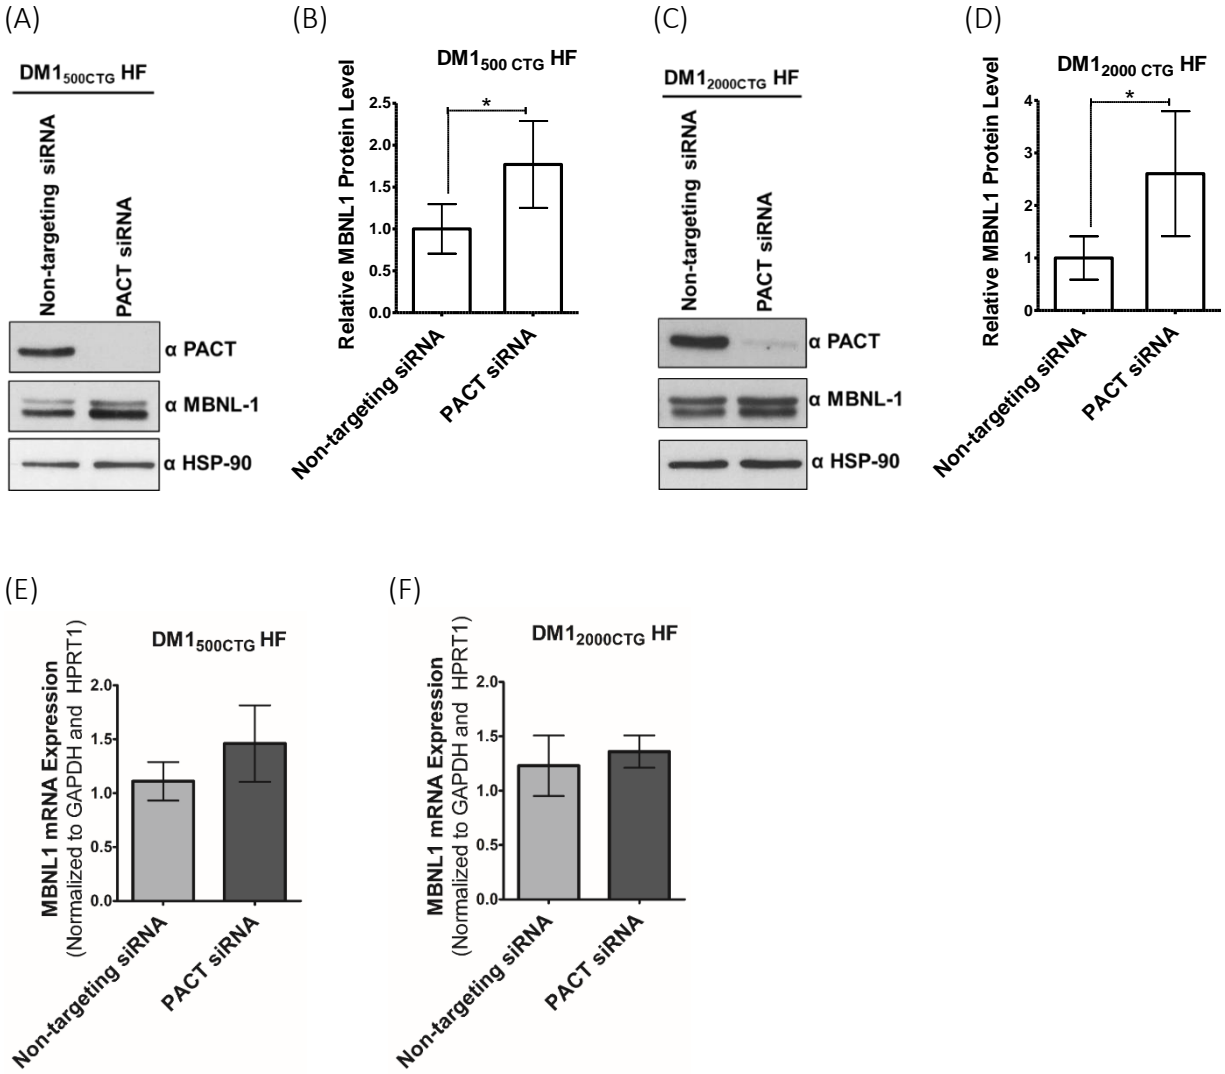 (A)
DM1500CTG HF
Non-targeting siRNA
PACT siRNA
α PACT
α MBNL-1
α HSP-90
(B)
DM1500 CTG HF
Relative MBNL1 Protein Level
2.5
2.0
1.5
1.0
0.5
0.0
*
Non-targeting siRNA
PACT siRNA
(C)
DM12000CTG HF
Non-targeting siRNA
PACT siRNA
α PACT
α MBNL-1
α HSP-90
(D)
DM12000 CTG HF
Relative MBNL1 Protein Level
4
3
2
1
0
*
Non-targeting siRNA
PACT siRNA
(E)
DM1500CTG HF
MBNL1 mRNA Expression
(Normalized to GAPDH and HPRT1)
2.0
1.5
1.0
0.5
0.0
Non-targeting siRNA
PACT siRNA
(F)
DM12000CTG HF
MBNL1 mRNA Expression
(Normalized to GAPDH and HPRT1)
2.0
1.5
1.0
0.5
0.0
Non-targeting siRNA
PACT siRNA